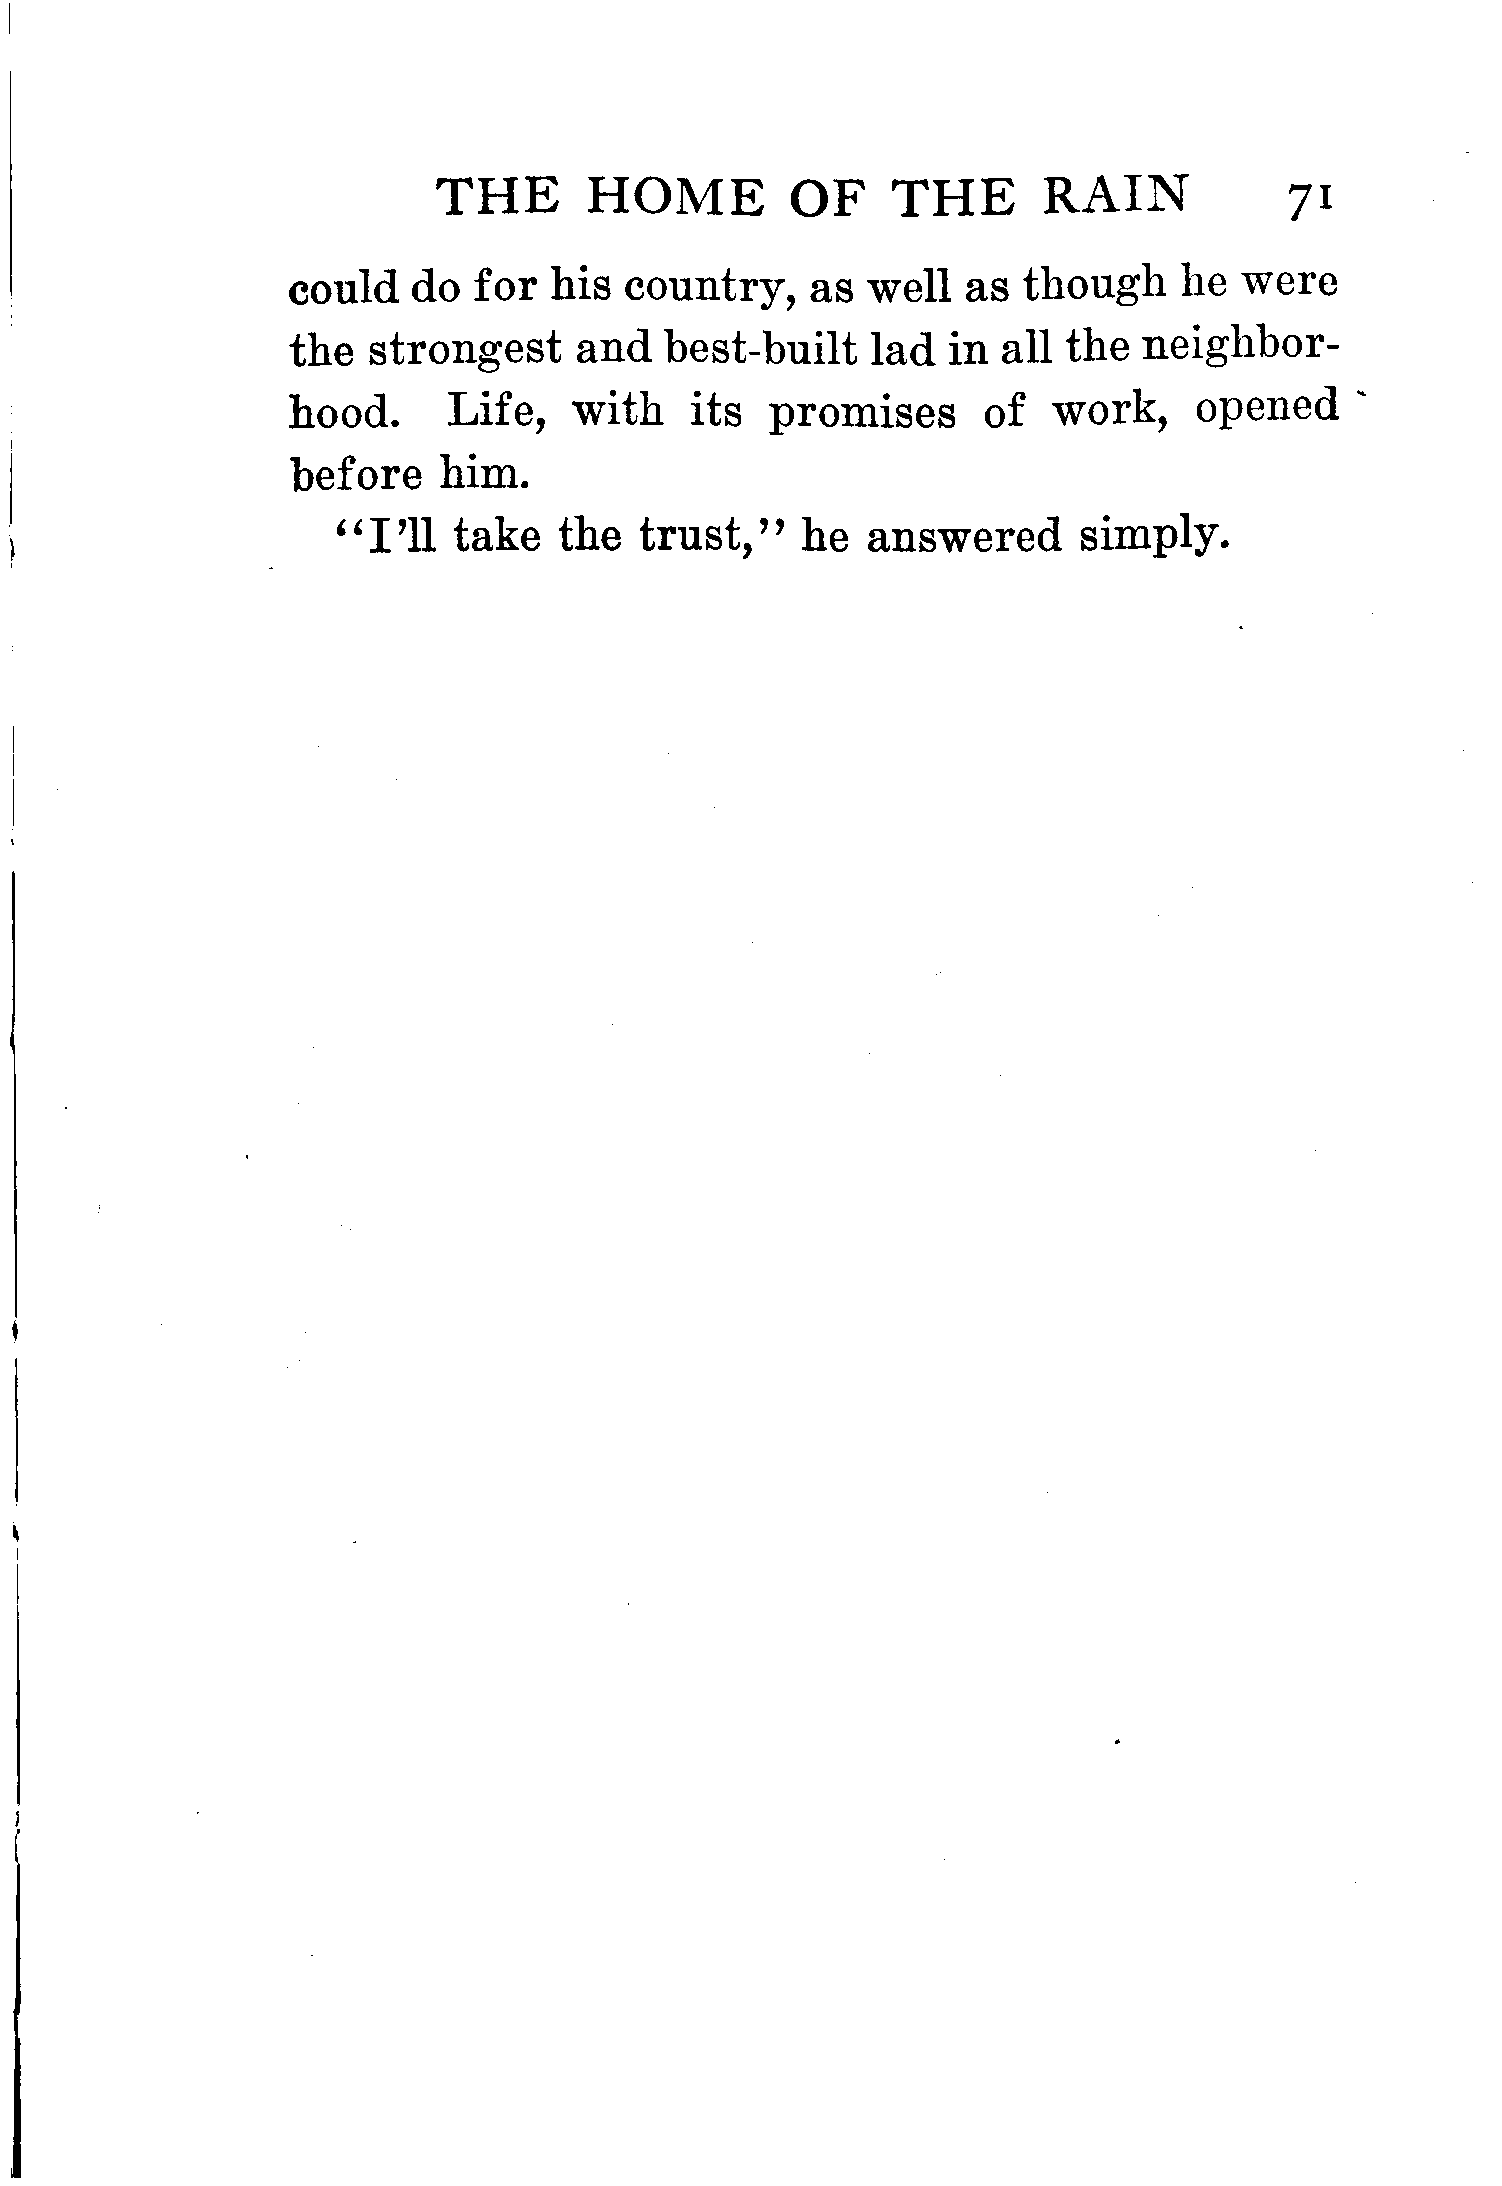 THE HOME OF THE RAIN 71
could do for his country, as well as though he were
the strongest and best-built lad in all the neighbor-
hood. Life, with its promises of work, opened
before him.
"I'll take the trust," he answered simply.